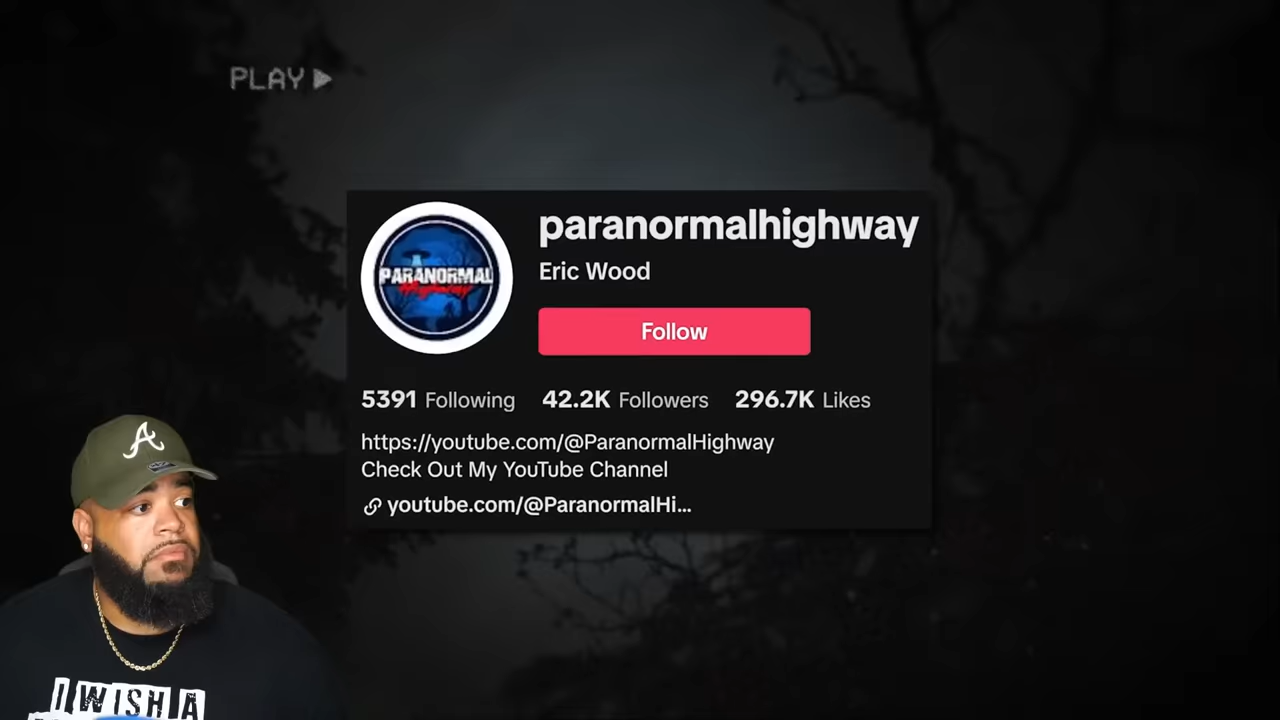 PLAY
paranormalhighway
PARANORMAL
Highway
Eric Wood
Follow
5391 Following 42.2K Followers 296.7K Likes
https://youtube.com/@ParanormalHighway
Check Out My YouTube Channel
youtube.com/@ParanormalHi...
A
I WISH A